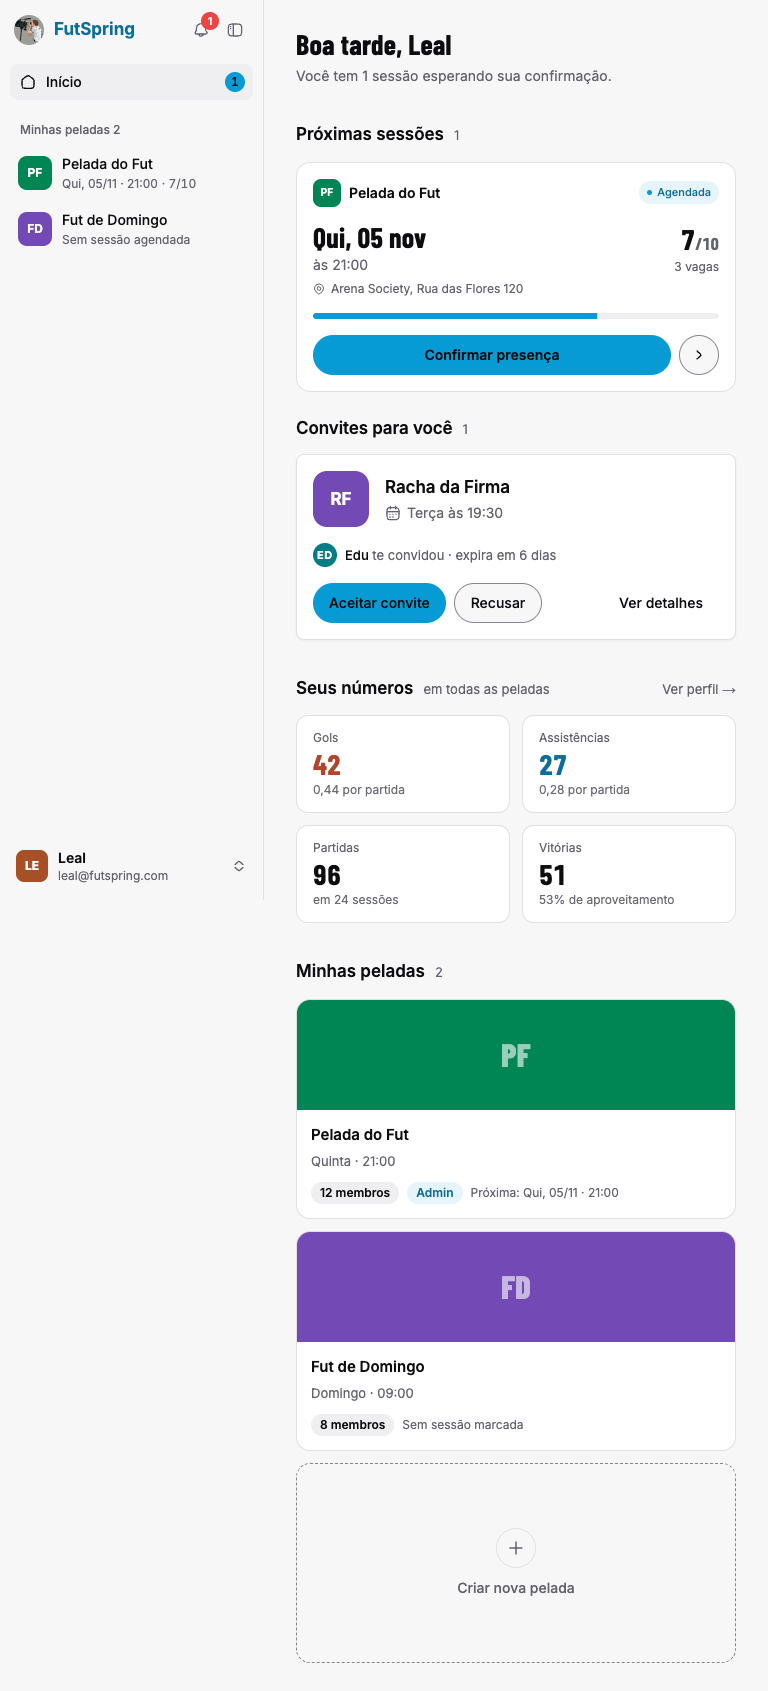 FutSpring
1
Início
1
Minhas peladas 2
PF
Pelada do Fut
Qui, 05/11 · 21:00 · 7/10
FD
Fut de Domingo
Sem sessão agendada
LE
Leal
leal@futspring.com
Boa tarde, Leal
Você tem 1 sessão esperando sua confirmação.
Próximas sessões 1
PF
Pelada do Fut
Agendada
Qui, 05 nov
7/10
às 21:00
3 vagas
Arena Society, Rua das Flores 120
Confirmar presença
Convites para você 1
RF
Racha da Firma
Terça às 19:30
ED
Edu te convidou · expira em 6 dias
Aceitar convite
Recusar
Ver detalhes
Seus números em todas as peladas
Ver perfil →
Gols
42
0,44 por partida
Assistências
27
0,28 por partida
Partidas
96
em 24 sessões
Vitórias
51
53% de aproveitamento
Minhas peladas 2
PF
Pelada do Fut
Quinta · 21:00
12 membros Admin Próxima: Qui, 05/11 · 21:00
FD
Fut de Domingo
Domingo · 09:00
8 membros Sem sessão marcada
Criar nova pelada